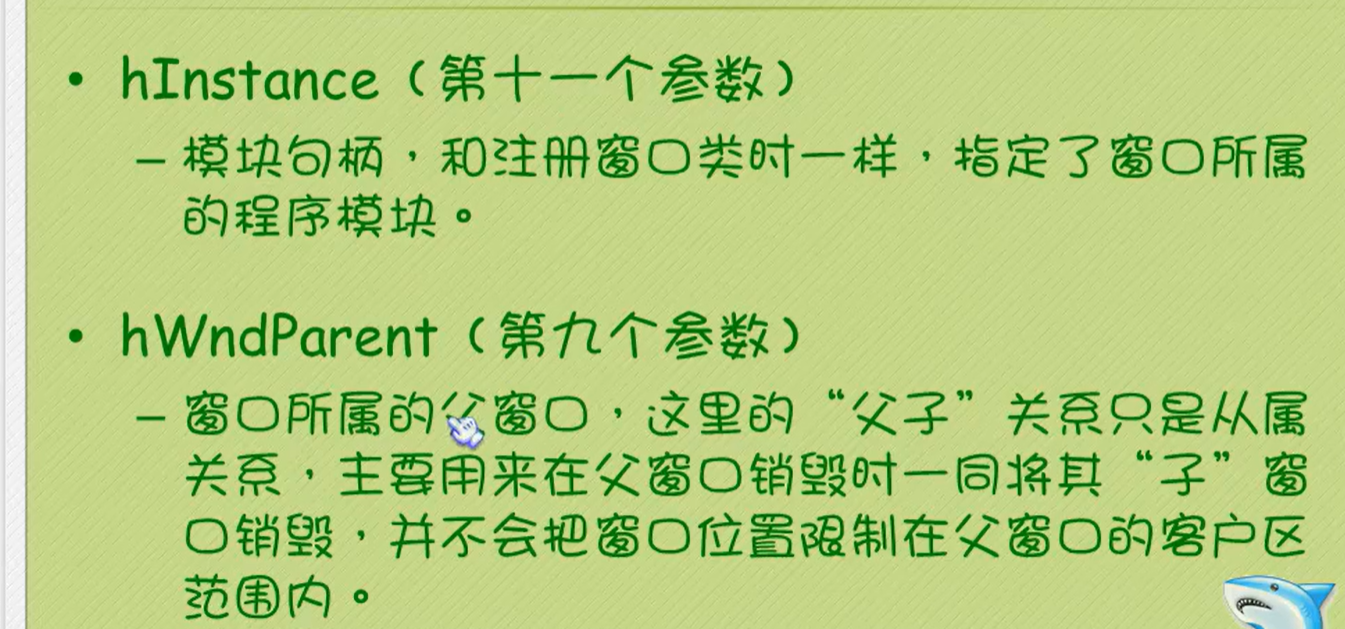 • hInstance（第十一个参数）
– 模块句柄，和注册窗口类时一样，指定了窗口所属
的程序模块。
• hWndParent（第九个参数）
– 窗口所属的父窗口，这里的“父子”关系只是从属
关系，主要用来在父窗口销毁时一同将其“子”窗
口销毁，并不会把窗口位置限制在父窗口的客户区
范围内。